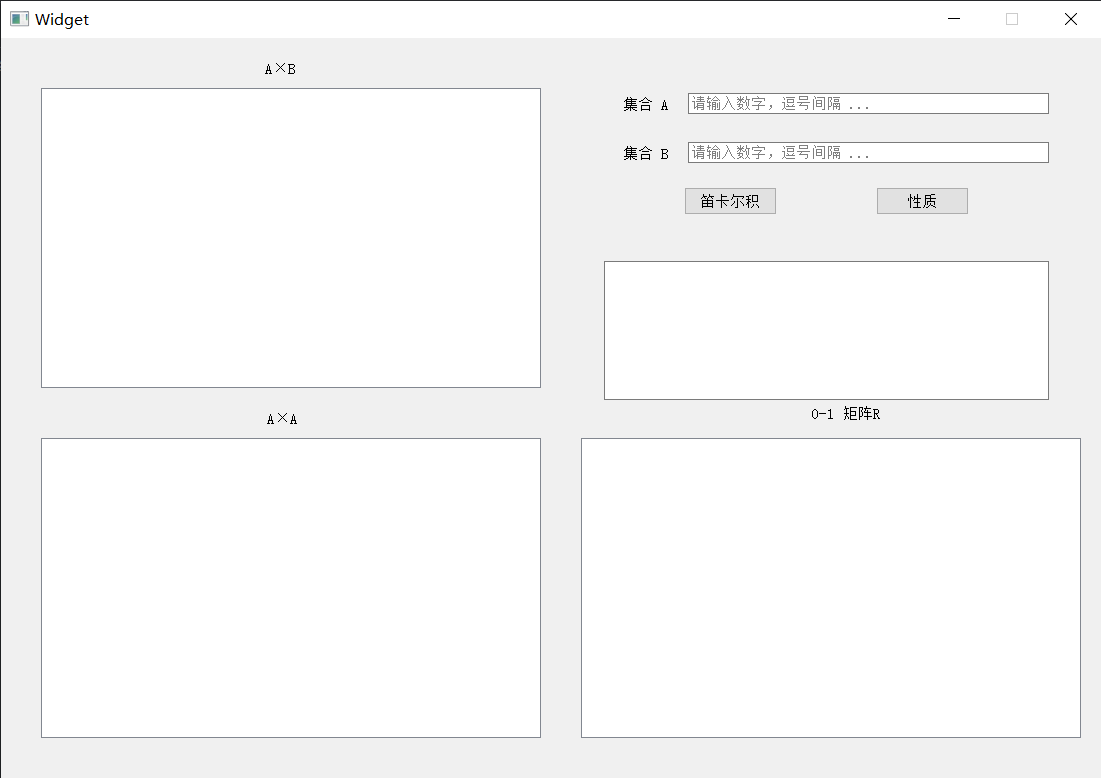 Widget
A×B
集合 A
请输入数字，逗号间隔 ...
集合 B
请输入数字，逗号间隔 ...
笛卡尔积
性质
A×A
0-1 矩阵R